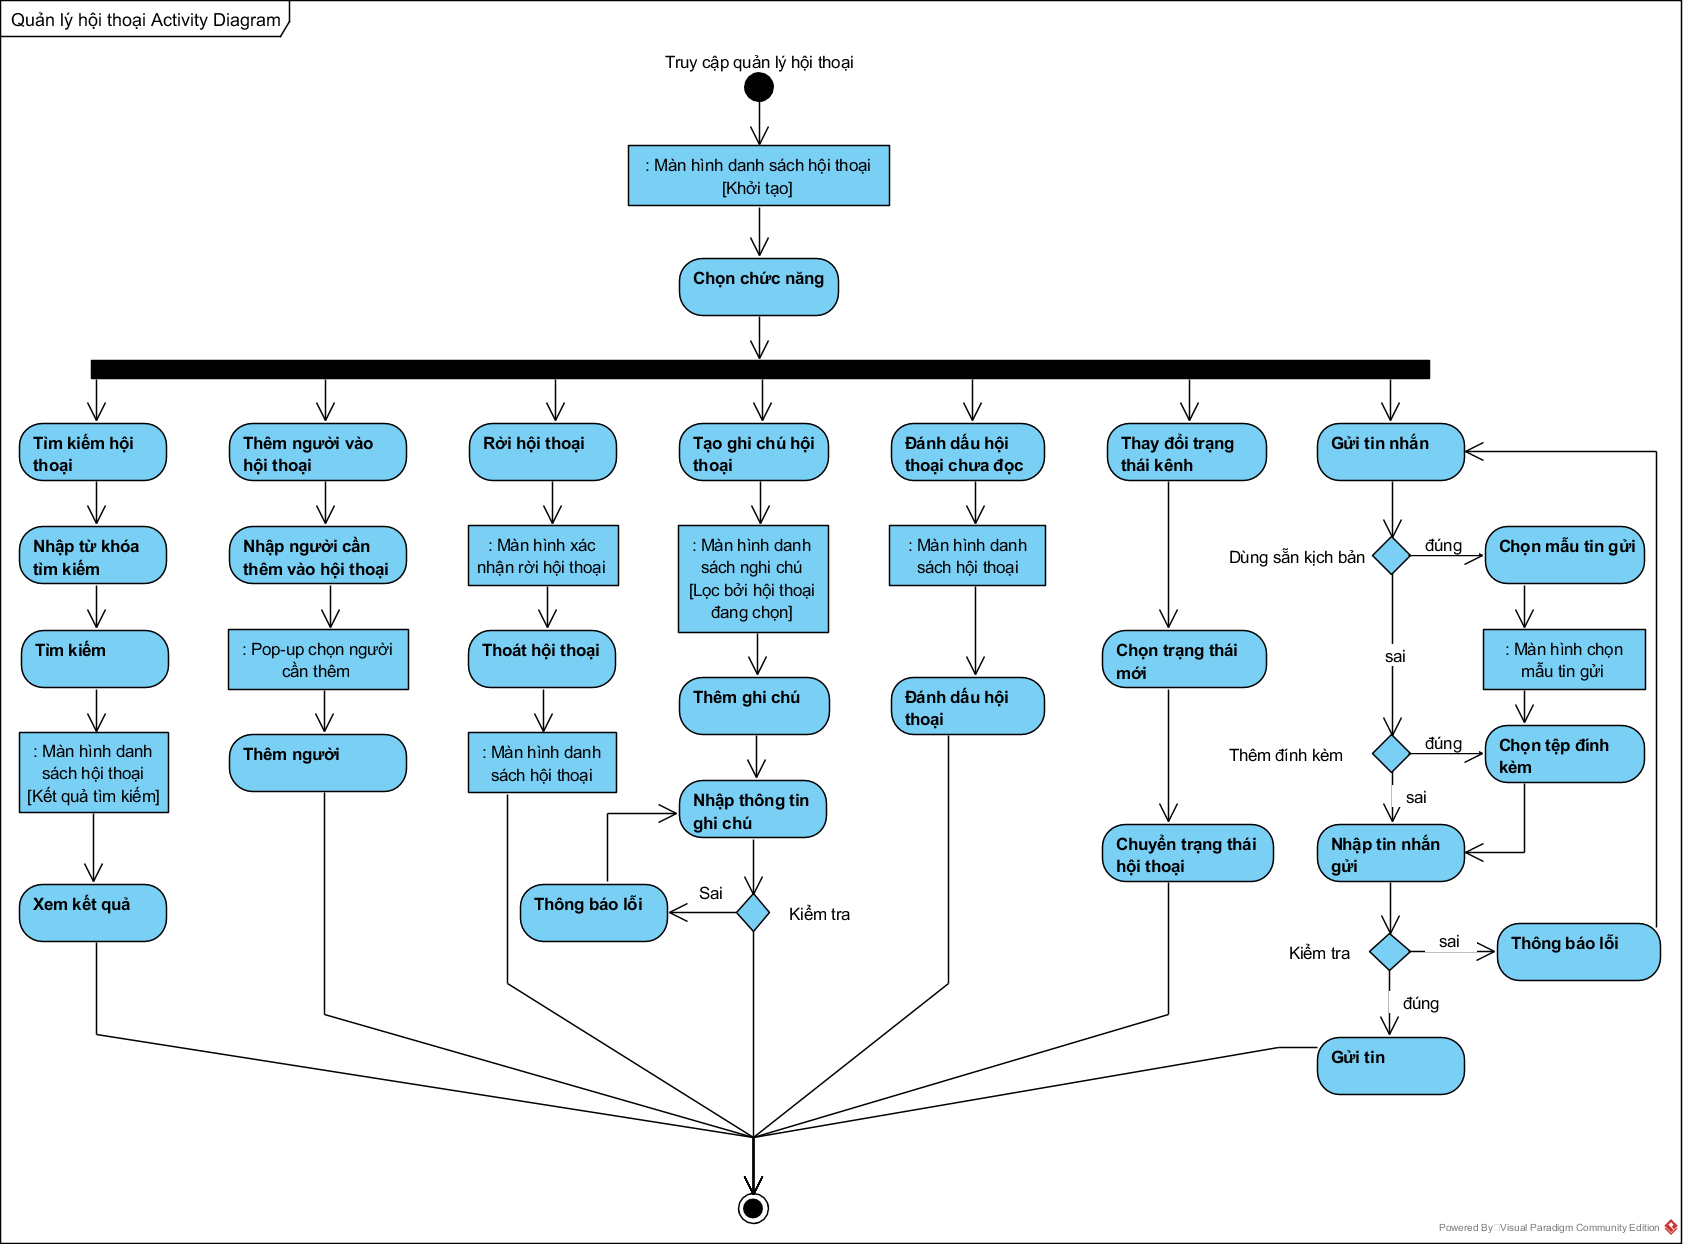 Quản lý hội thoại Activity Diagram
Truy cập quản lý hội thoại
: Màn hình danh sách hội thoại
[Khởi tạo]
Chọn chức năng
Tìm kiếm hội
thoại
Nhập từ khóa
tìm kiếm
Tìm kiếm
: Màn hình danh
sách hội thoại
[Kết quả tìm kiếm]
Xem kết quả
Thêm người vào
hội thoại
Nhập người cần
thêm vào hội thoại
: Pop-up chọn người
cần thêm
Thêm người
Rời hội thoại
: Màn hình xác
nhận rời hội thoại
Thoát hội thoại
: Màn hình danh
sách hội thoại
Tạo ghi chú hội
thoại
: Màn hình danh
sách nghi chú
[Lọc bởi hội thoại
đang chọn]
Thêm ghi chú
Nhập thông tin
ghi chú
Sai
Thông báo lỗi
Kiểm tra
Đánh dấu hội
thoại chưa đọc
: Màn hình danh
sách hội thoại
Đánh dấu hội
thoại
Thay đổi trạng
thái kênh
Chọn trạng thái
mới
Chuyển trạng thái
hội thoại
Gửi tin nhắn
Dùng sẵn kịch bản
đúng
Chọn mẫu tin gửi
: Màn hình chọn
mẫu tin gửi
sai
Thêm đính kèm
đúng
Chọn tệp đính
kèm
sai
Nhập tin nhắn
gửi
Kiểm tra
sai
Thông báo lỗi
đúng
Gửi tin
Powered By Visual Paradigm Community Edition